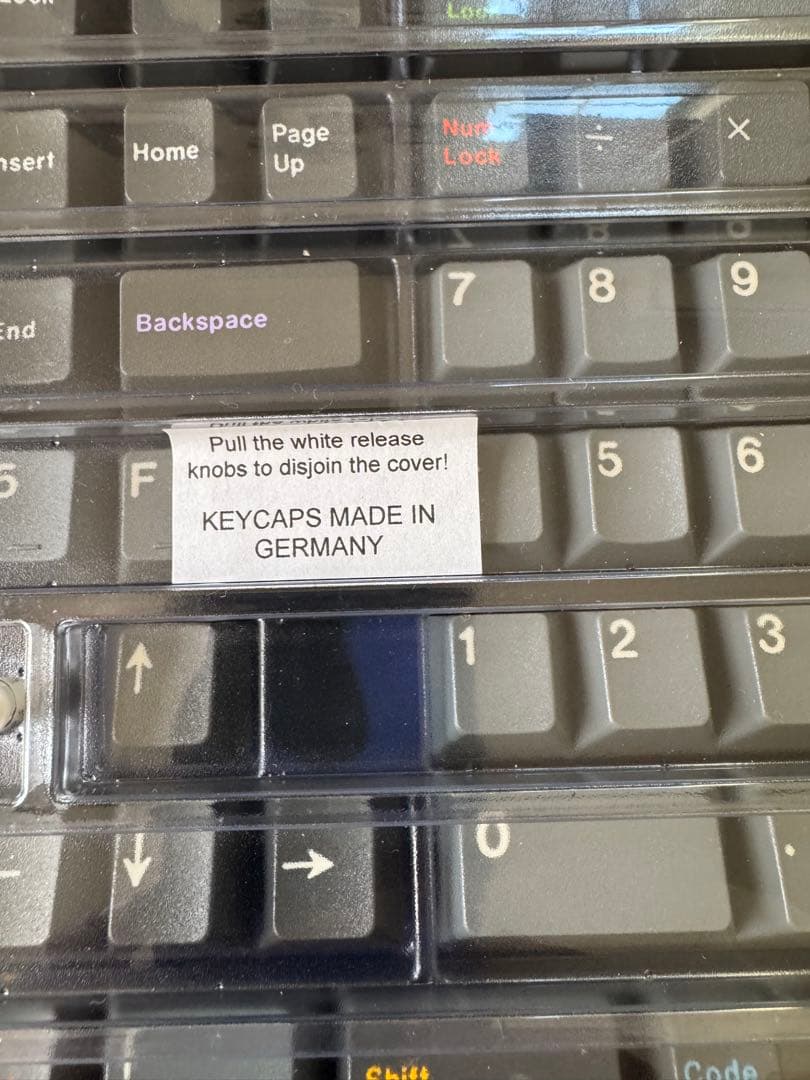 Home
Page
Up
Num
Lock
÷
×
nsert
Backspace
7
8
9
End
Pull the white release
knobs to disjoin the cover!
KEYCAPS MADE IN
GERMANY
F
5
6
↑
1
2
3
↓
→
0
.
Shift
Code